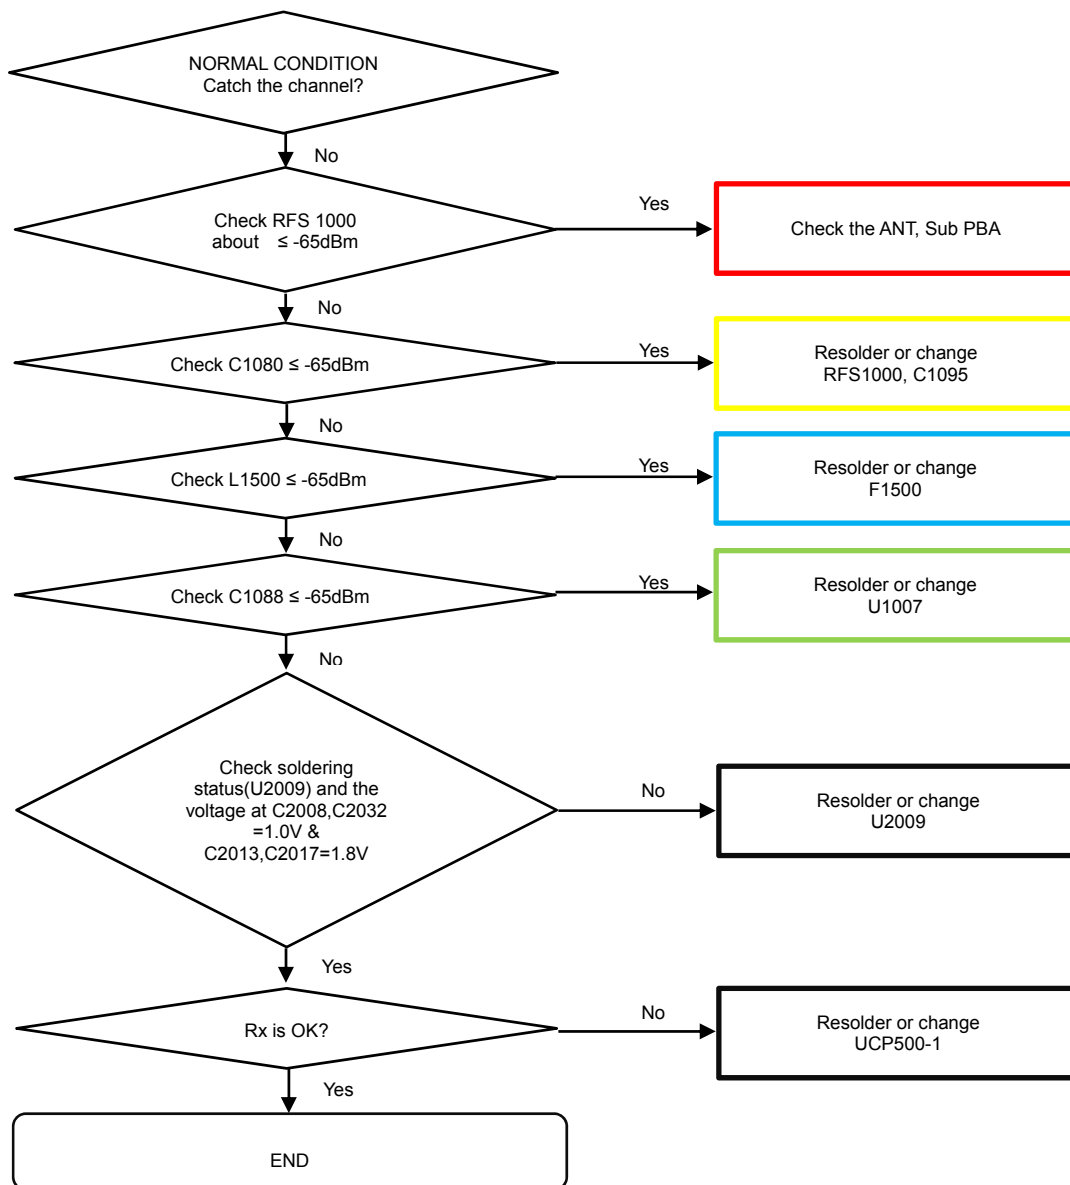 NORMAL CONDITION
Catch the channel?
No
Check RFS 1000
about ≤ -65dBm
Yes
Check the ANT, Sub PBA
No
Check C1080 ≤ -65dBm
Yes
Resolder or change
RFS1000, C1095
No
Check L1500 ≤ -65dBm
Yes
Resolder or change
F1500
No
Check C1088 ≤ -65dBm
Yes
Resolder or change
U1007
No
Check soldering
status(U2009) and the
voltage at C2008,C2032
=1.0V &
C2013,C2017=1.8V
No
Resolder or change
U2009
Yes
Rx is OK?
No
Resolder or change
UCP500-1
Yes
END